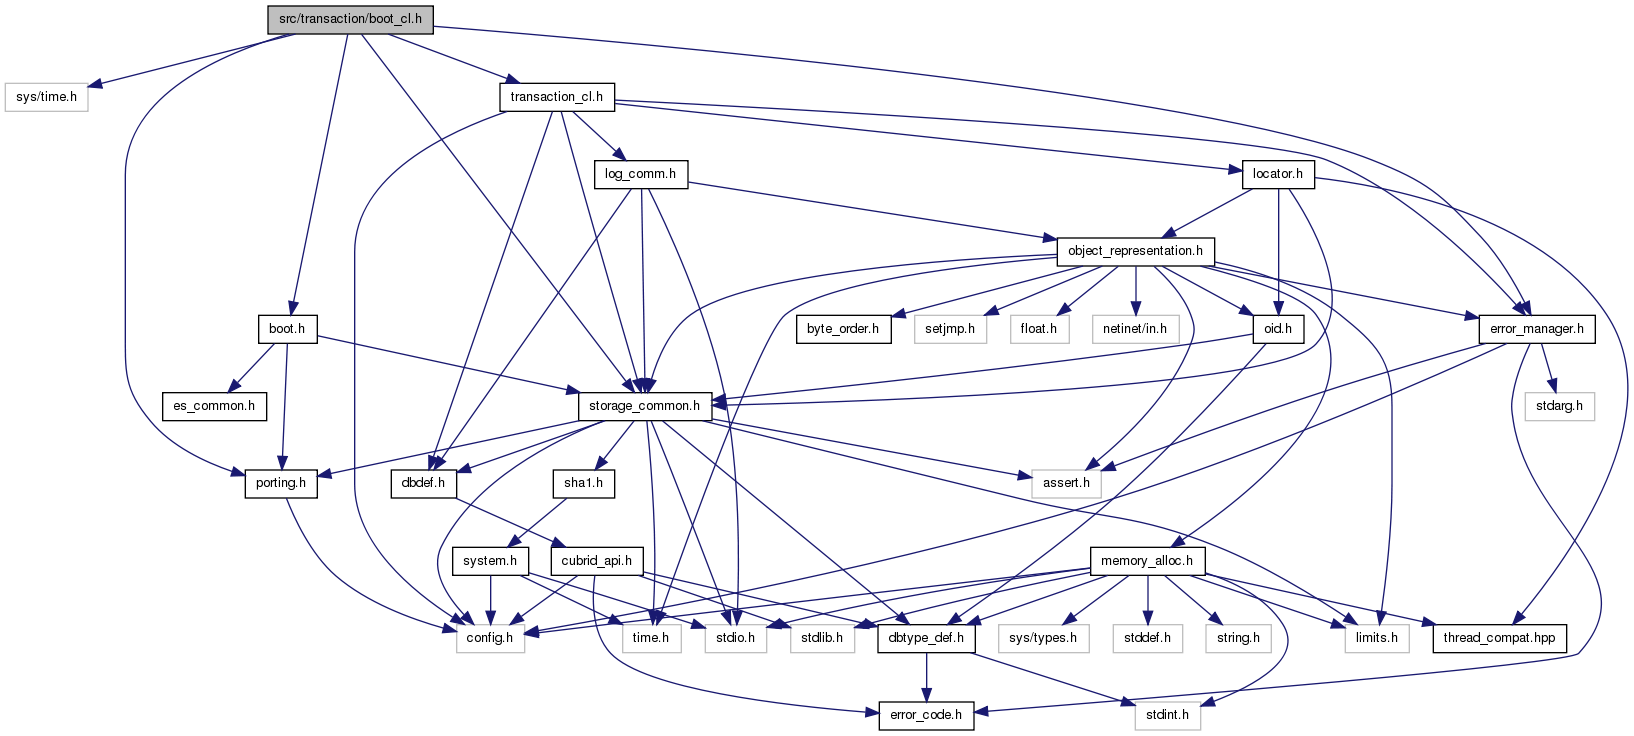 src/transaction/boot_cl.h
sys/time.h
transaction_cl.h
log_comm.h
locator.h
object_representation.h
boot.h
byte_order.h
setjmp.h
float.h
netinet/in.h
oid.h
error_manager.h
es_common.h
storage_common.h
stdarg.h
porting.h
dbdef.h
sha1.h
assert.h
system.h
cubrid_api.h
memory_alloc.h
config.h
time.h
stdio.h
stdlib.h
dbtype_def.h
sys/types.h
stddef.h
string.h
limits.h
thread_compat.hpp
error_code.h
stdint.h